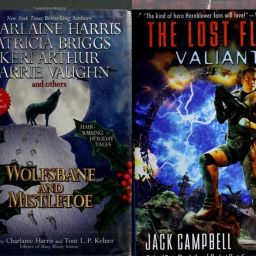 New York Times Bestselling Authors
CHARLAINE HARRIS
PATRICIA BRIGGS
KERI ARTHUR
CARRIE VAUGHN
and others
HAIR-
RAISING
HOLIDAY
TALES
WOLFSBANE
AND
MISTLETOE
by Charlaine Harris and Toni L. P. Kelner
"The kind of hero Hornblower fans will love!"
THE LOST FL
VALIANT
JACK CAMPBELL